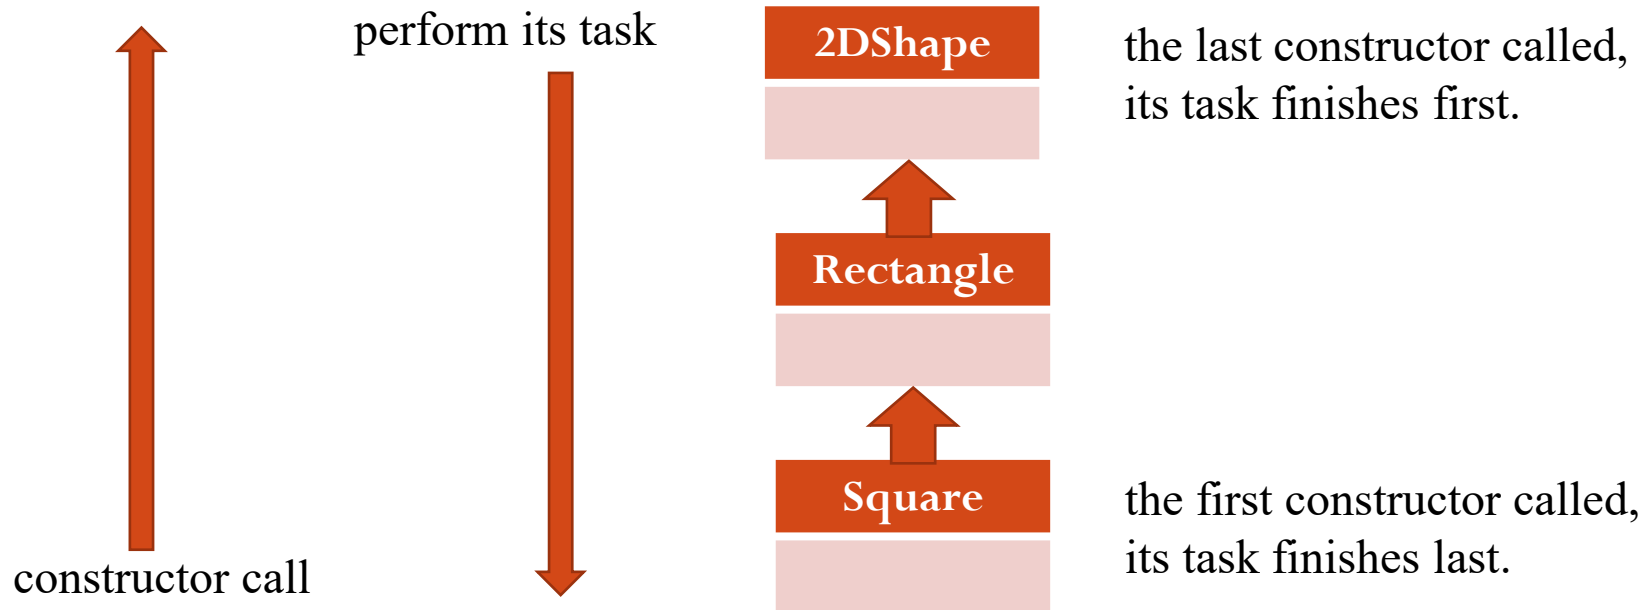 perform its task
2DShape
the last constructor called,
its task finishes first.
Rectangle
Square
the first constructor called,
its task finishes last.
constructor call